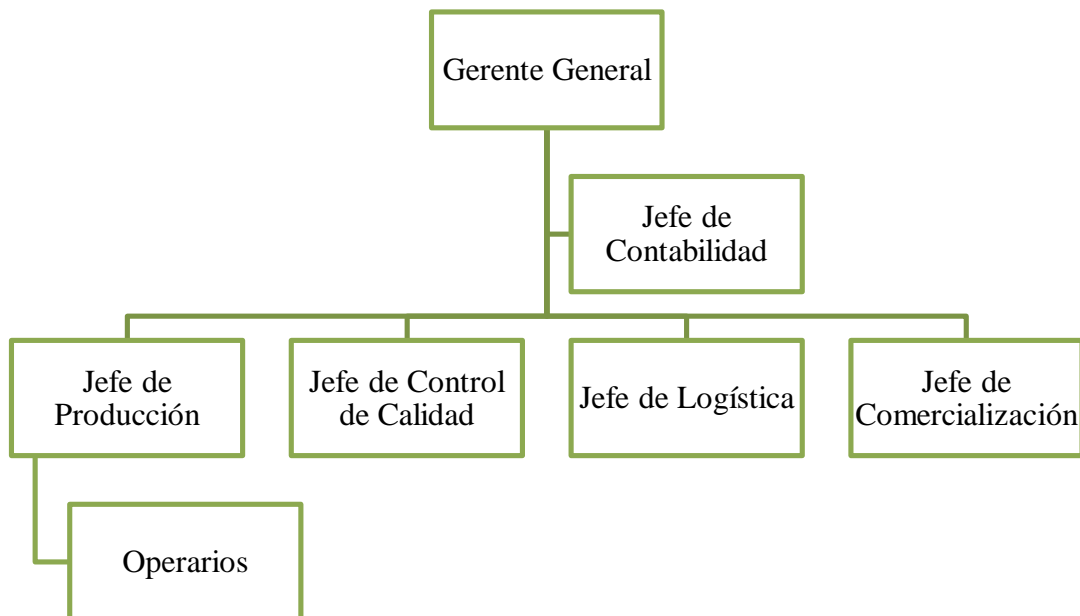 Gerente General
Jefe de
Contabilidad
Jefe de
Producción
Jefe de Control
de Calidad
Jefe de Logística
Jefe de
Comercialización
Operarios